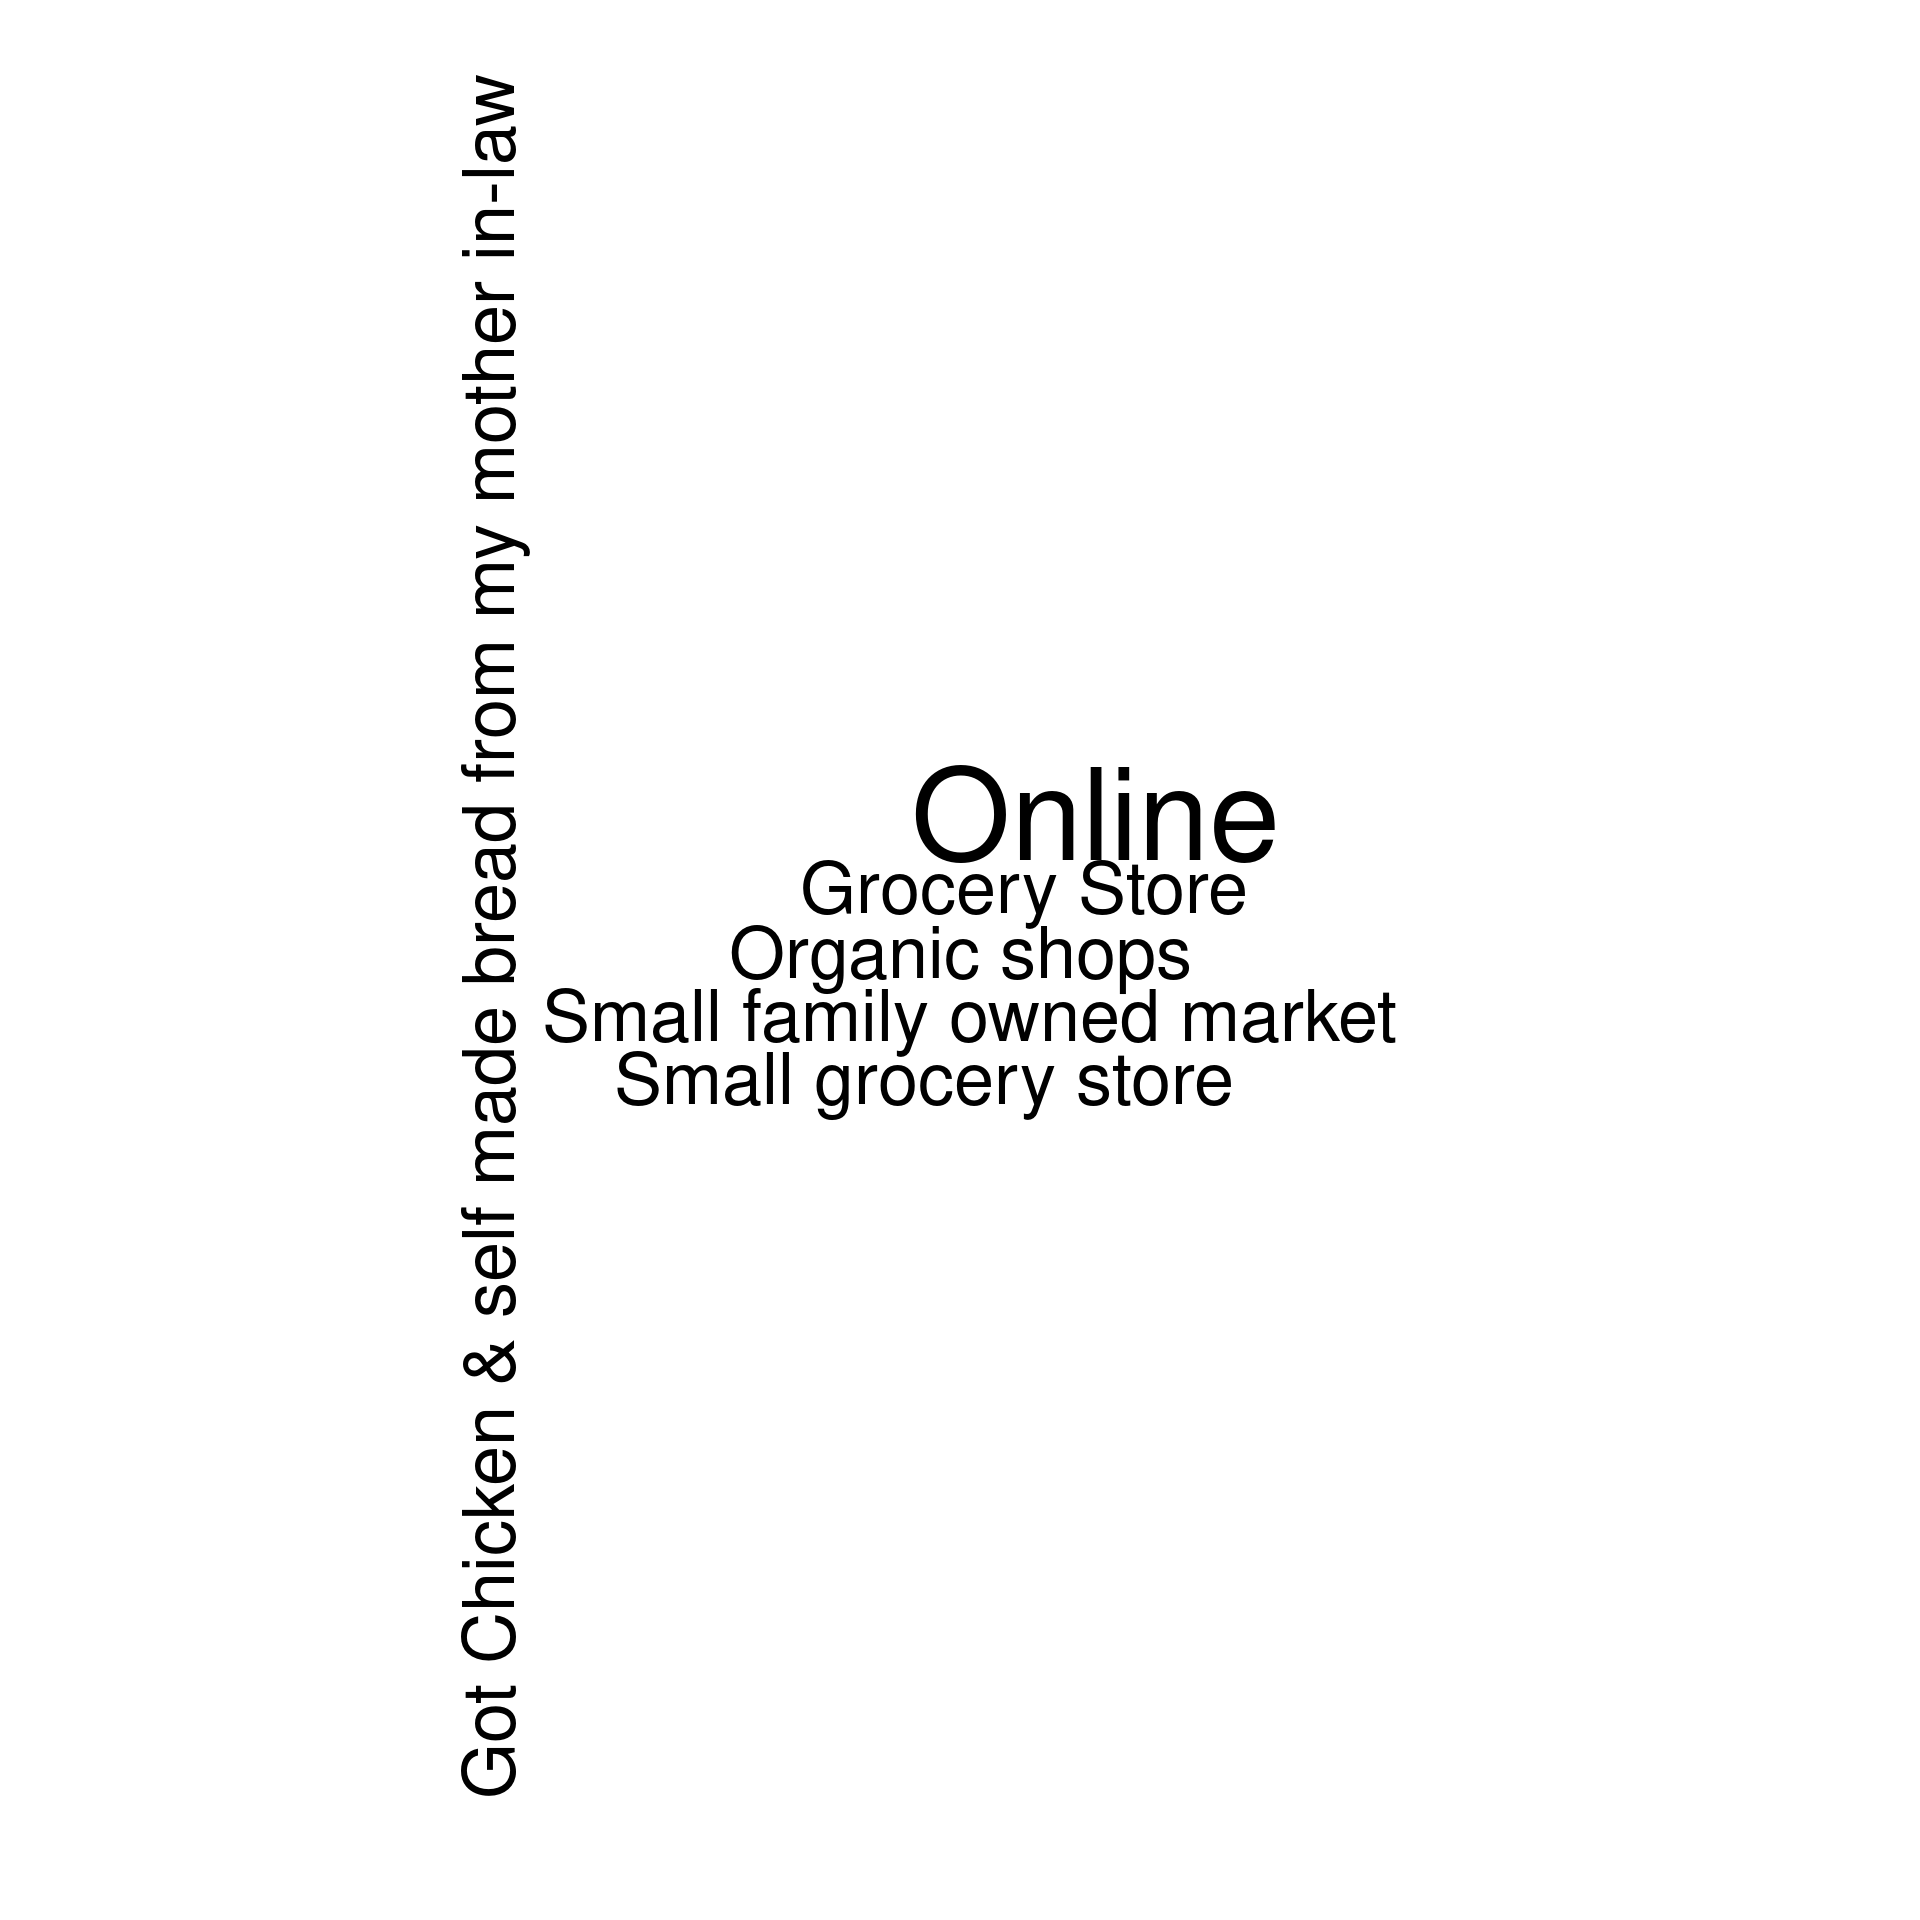 Got Chicken & self made bread from my mother in-law
Online
Grocery Store
Organic shops
Small family owned market
Small grocery store